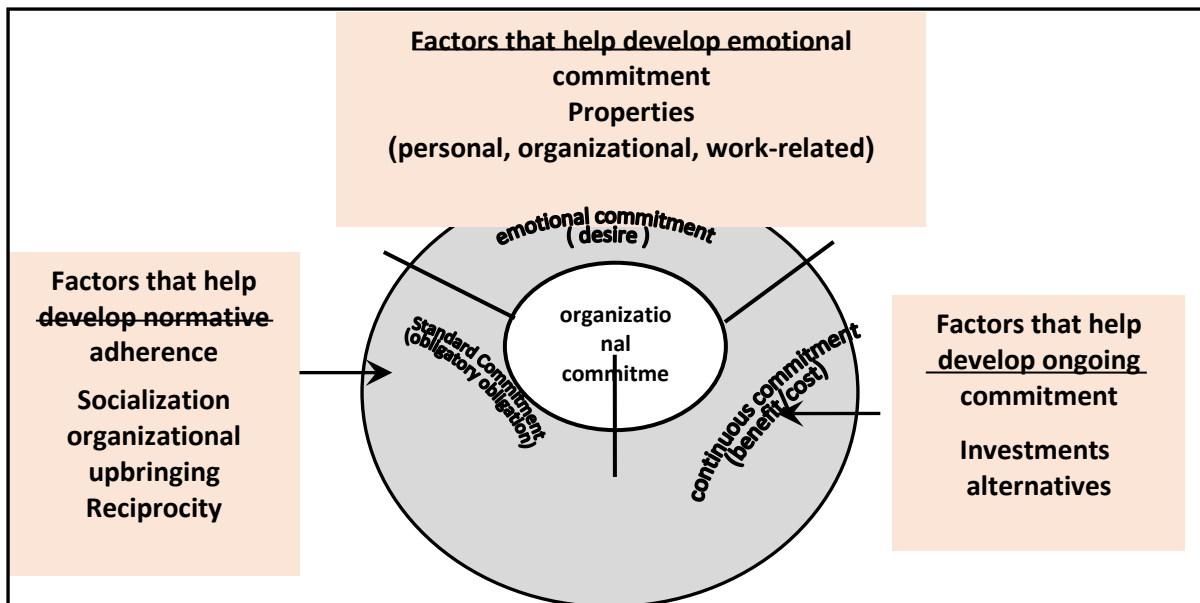 Factors that help develop emotional
commitment
Properties
(personal, organizational, work-related)
emotional commitment
( desire )
Factors that help
develop normative
adherence
Socialization
organizational
upbringing
Reciprocity
Standard Commitment
(obligatory obligation)
organizatio
nal
commitme
continuous commitment
(benefit/cost)
Factors that help
develop ongoing
commitment
Investments
alternatives